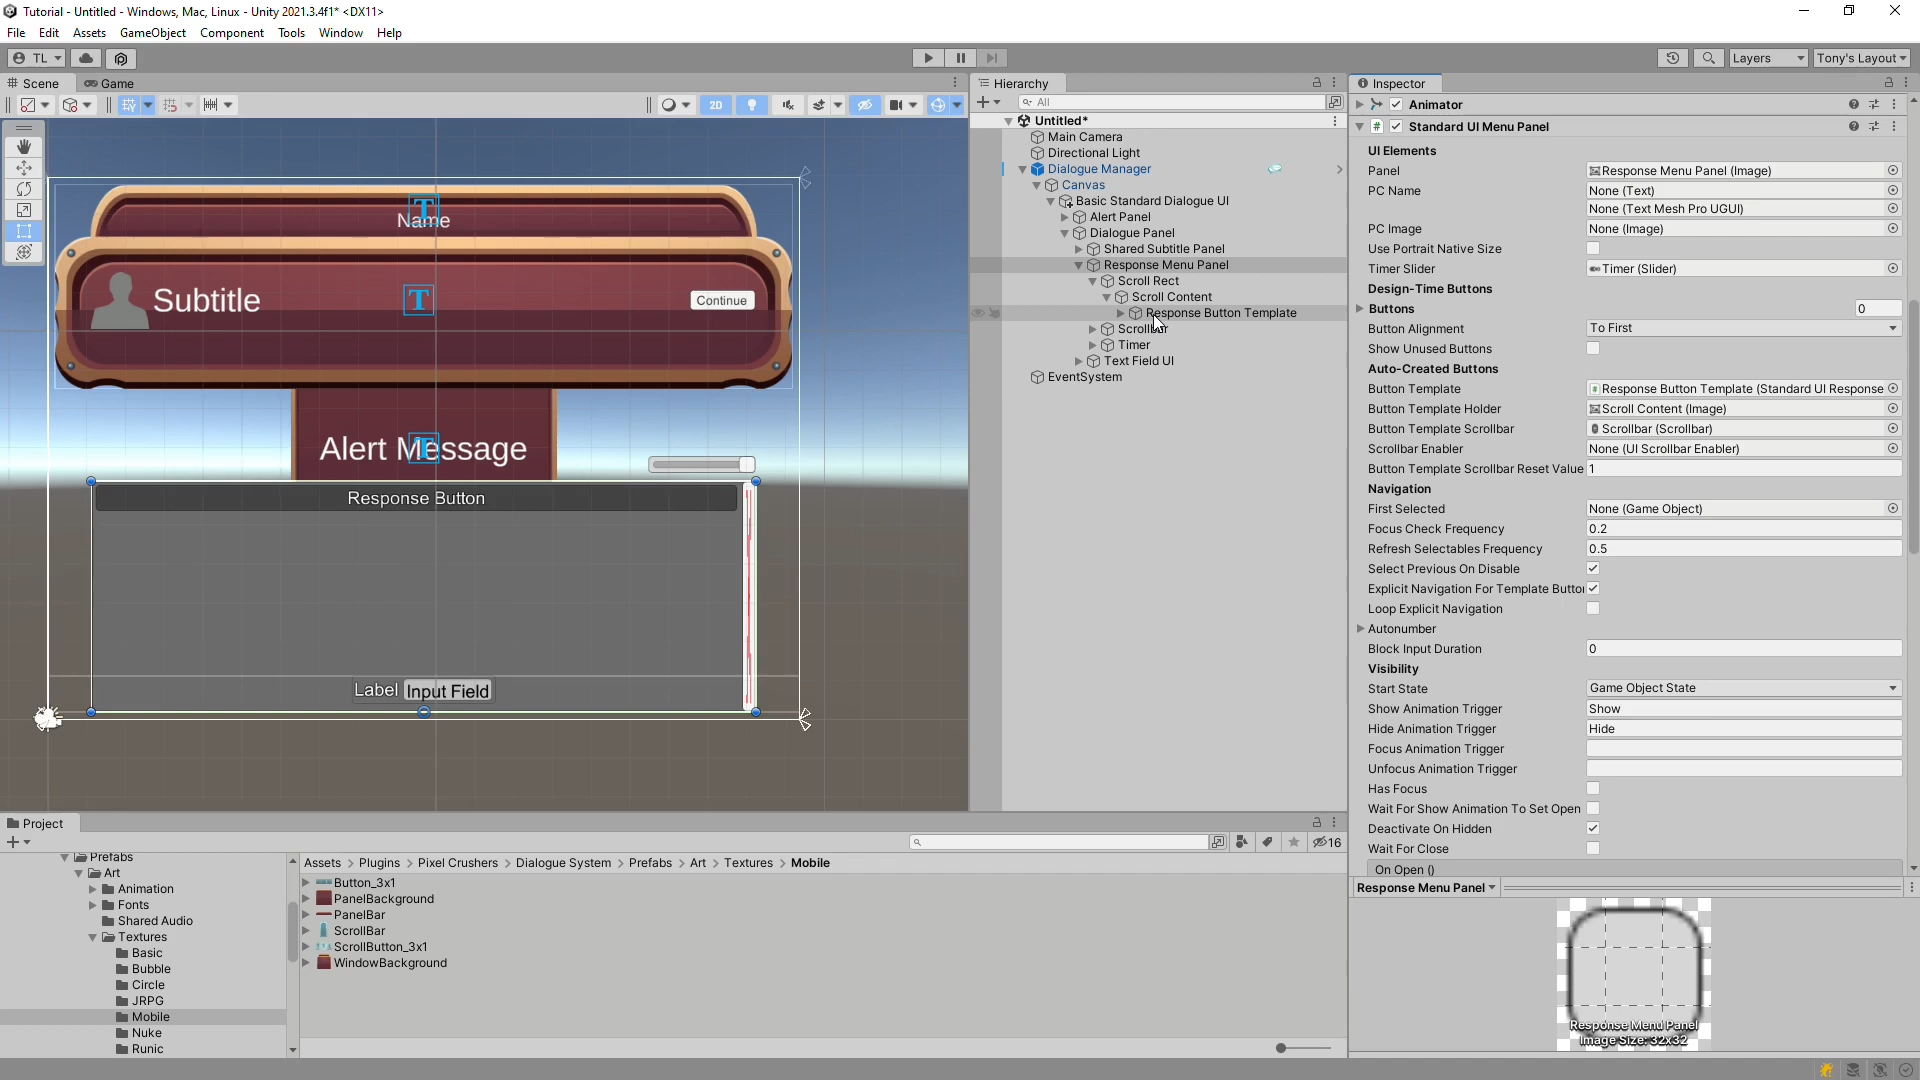 Tutorial - Untitled - Windows, Mac, Linux - Unity 2021.3.4f1* <DX11>
File Edit Assets GameObject Component Tools Window Help
TL Layers Tony's Layout
Scene Game
2D
Name
Subtitle
Continue
Alert Message
Response Button
Label Input Field
Hierarchy
All
Untitled*
Main Camera
Directional Light
Dialogue Manager
Canvas
Basic Standard Dialogue UI
Alert Panel
Dialogue Panel
Shared Subtitle Panel
Response Menu Panel
Scroll Rect
Scroll Content
Response Button Template
Scrollbar
Timer
Text Field UI
EventSystem
Inspector
Animator
Standard UI Menu Panel
UI Elements
Panel Response Menu Panel (Image)
PC Name None (Text)
None (Text Mesh Pro UGUI)
PC Image None (Image)
Use Portrait Native Size
Timer Slider Timer (Slider)
Design-Time Buttons
Buttons 0
Button Alignment To First
Show Unused Buttons
Auto-Created Buttons
Button Template Response Button Template (Standard UI Response
Button Template Holder Scroll Content (Image)
Button Template Scrollbar Scrollbar (Scrollbar)
Scrollbar Enabler None (UI Scrollbar Enabler)
Button Template Scrollbar Reset Value 1
Navigation
First Selected None (Game Object)
Focus Check Frequency 0.2
Refresh Selectables Frequency 0.5
Select Previous On Disable
Explicit Navigation For Template Butto
Loop Explicit Navigation
Autonumber
Block Input Duration 0
Visibility
Start State Game Object State
Show Animation Trigger Show
Hide Animation Trigger Hide
Focus Animation Trigger
Unfocus Animation Trigger
Has Focus
Wait For Show Animation To Set Open
Deactivate On Hidden
Wait For Close
On Open ()
Response Menu Panel
Response Menu Panel
Image Size: 32x32
Project
16
Prefabs
Art
Animation
Fonts
Shared Audio
Textures
Basic
Bubble
Circle
JRPG
Mobile
Nuke
Runic
Assets > Plugins > Pixel Crushers > Dialogue System > Prefabs > Art > Textures > Mobile
Button_3x1
PanelBackground
PanelBar
ScrollBar
ScrollButton_3x1
WindowBackground